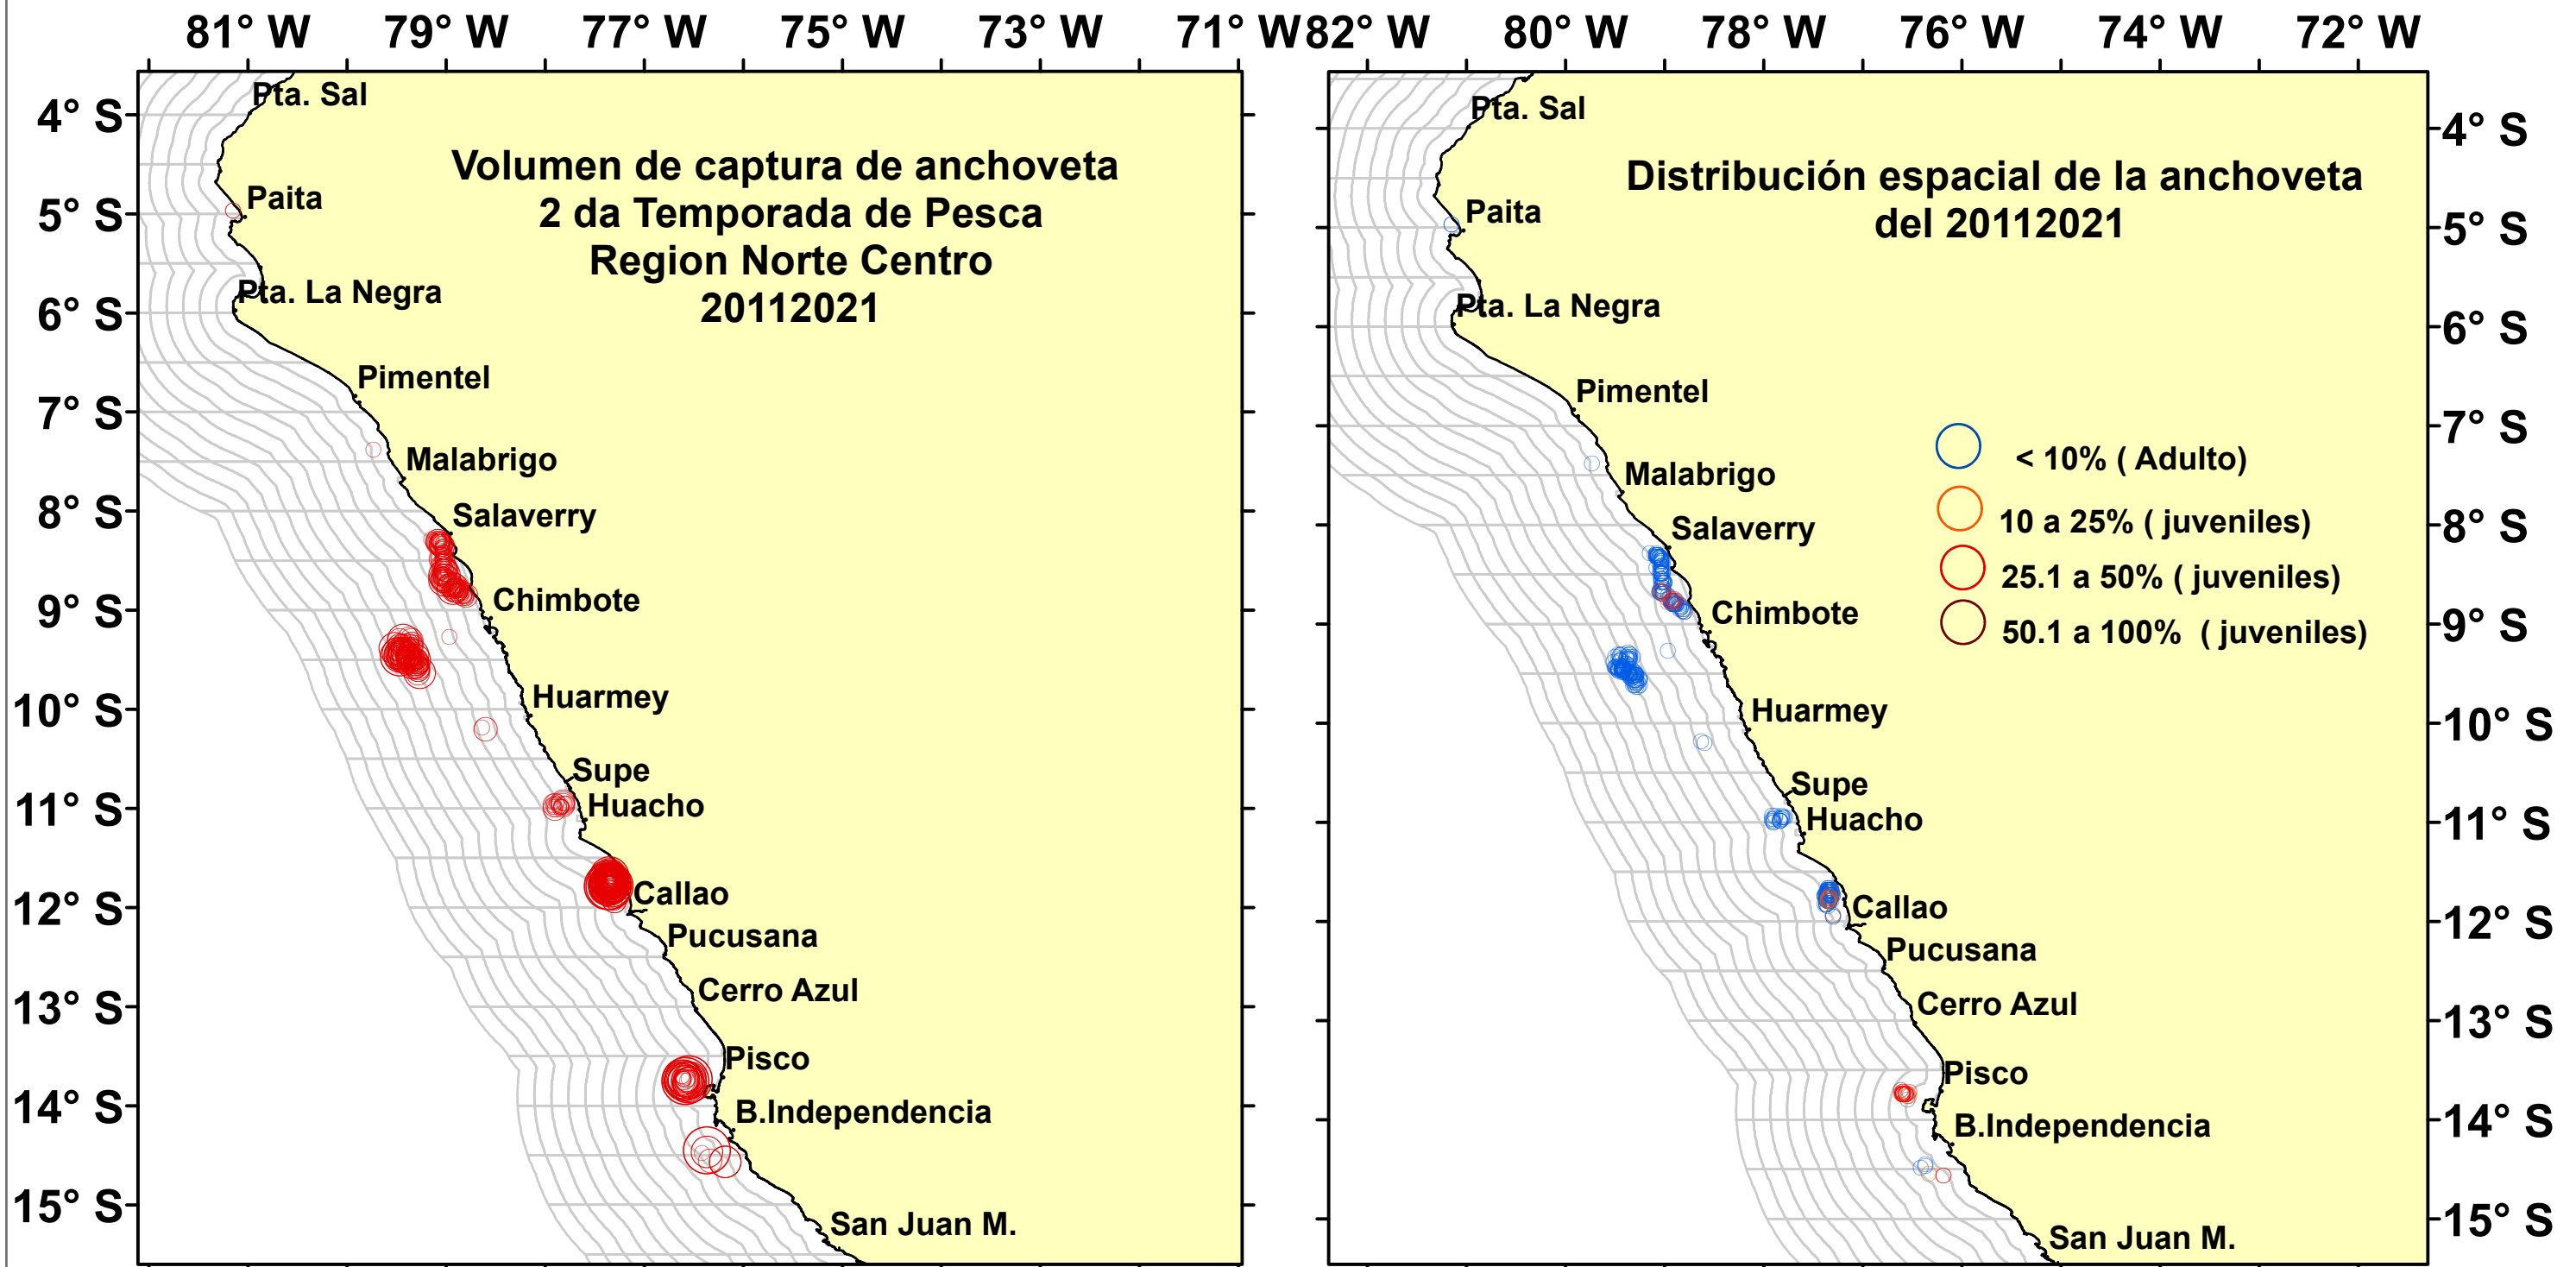 81° W 79° W 77° W 75° W 73° W 71° W
4° S
5° S
6° S
7° S
8° S
9° S
10° S
11° S
12° S
13° S
14° S
15° S
Volumen de captura de anchoveta
2 da Temporada de Pesca
Region Norte Centro
20112021
Pta. Sal
Paita
Pta. La Negra
Pimentel
Malabrigo
Salaverry
Chimbote
Huarmey
Supe
Huacho
Callao
Pucusana
Cerro Azul
Pisco
B.Independencia
San Juan M.
82° W 80° W 78° W 76° W 74° W 72° W
Distribución espacial de la anchoveta
del 20112021
Pta. Sal
Paita
Pta. La Negra
Pimentel
Malabrigo
Salaverry
Chimbote
Huarmey
Supe
Huacho
Callao
Pucusana
Cerro Azul
Pisco
B.Independencia
San Juan M.
< 10% ( Adulto)
10 a 25% ( juveniles)
25.1 a 50% ( juveniles)
50.1 a 100% ( juveniles)
4° S
5° S
6° S
7° S
8° S
9° S
10° S
11° S
12° S
13° S
14° S
15° S